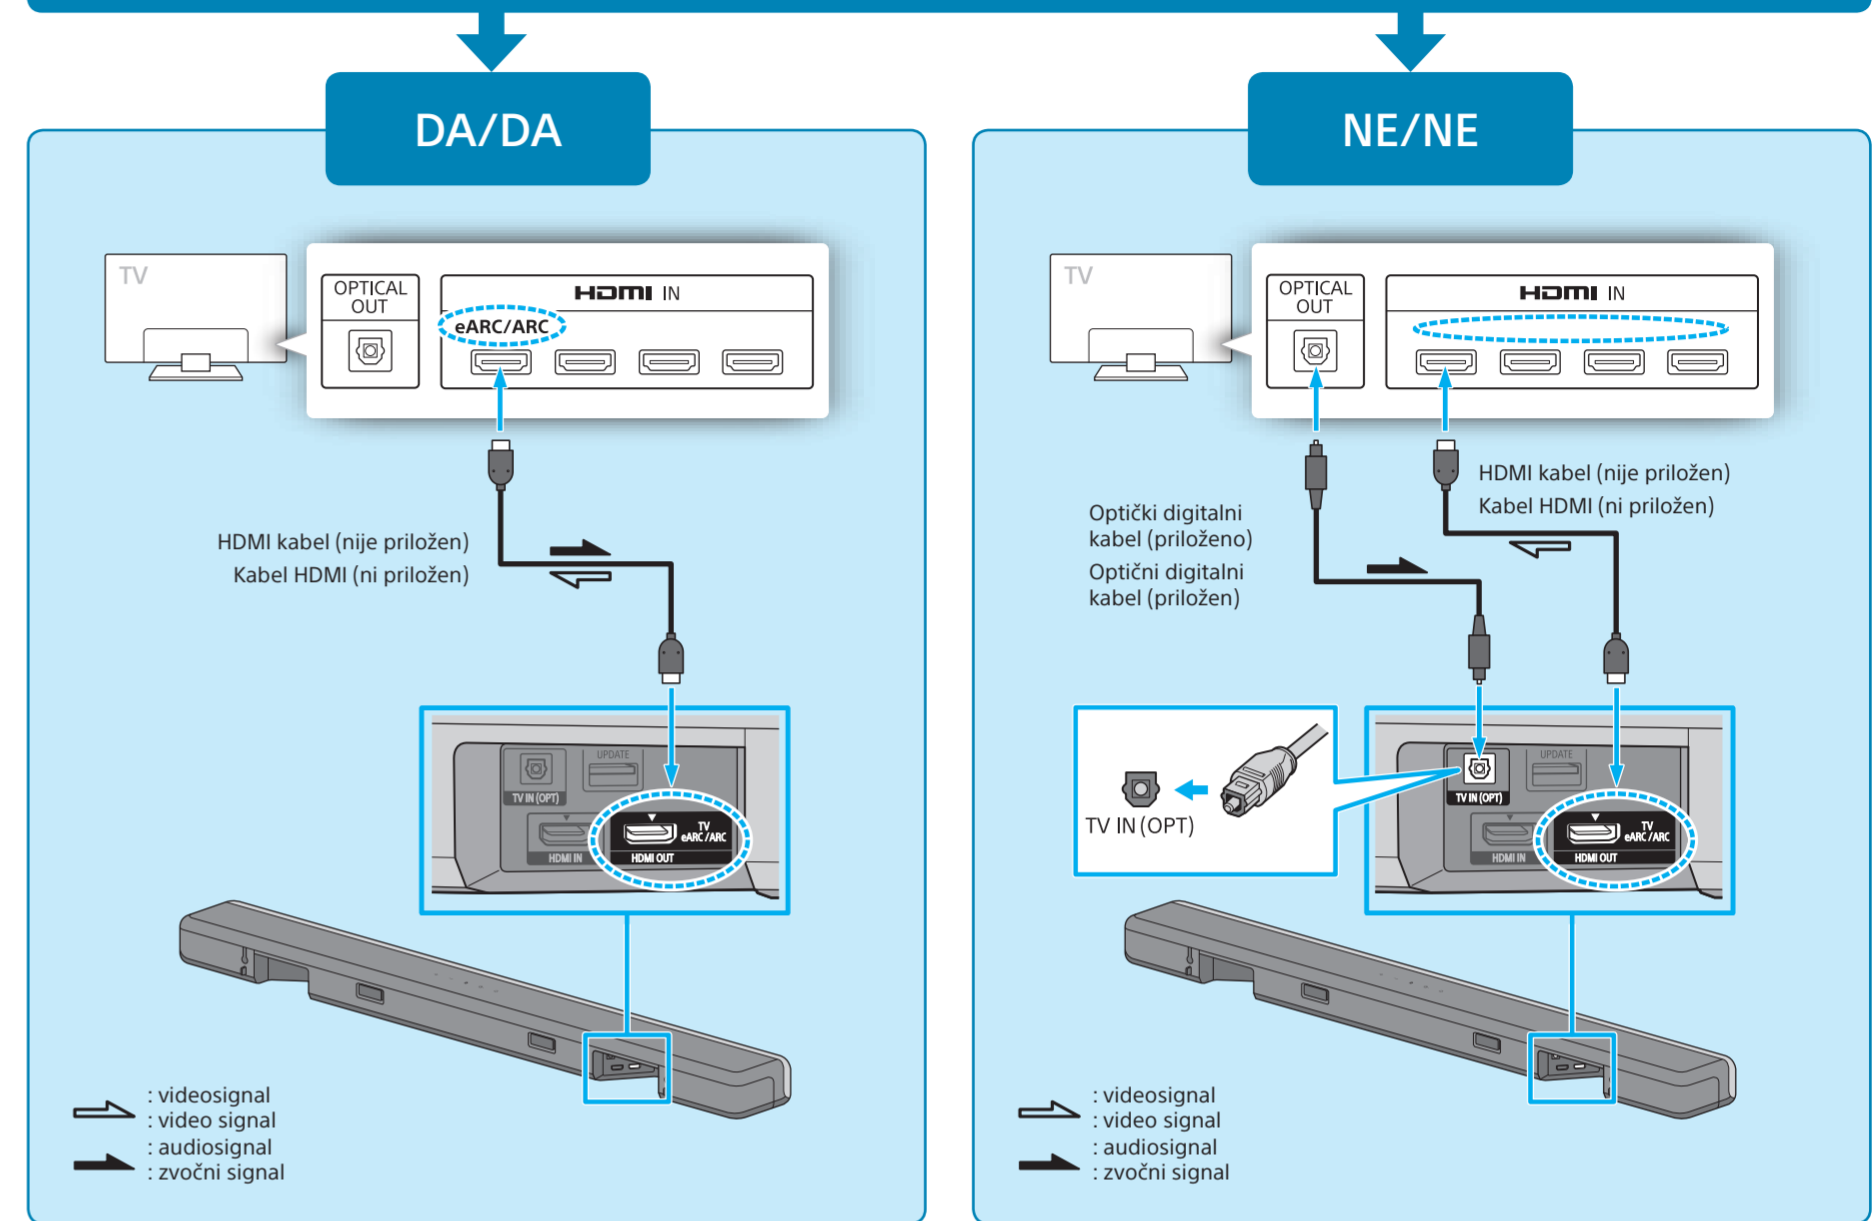 DA/DA
TV
OPTICAL
OUT
HDMI IN
eARC/ARC
HDMI kabel (nije priložen)
Kabel HDMI (ni priložen)
UPDATE
TV IN (OPT)
TV
eARC/ARC
HDMI IN
HDMI OUT
: videosignal
: video signal
: audiosignal
: zvočni signal
NE/NE
TV
OPTICAL
OUT
HDMI IN
HDMI kabel (nije priložen)
Kabel HDMI (ni priložen)
Optički digitalni
kabel (priloženo)
Optični digitalni
kabel (priložen)
TV IN (OPT)
UPDATE
TV IN (OPT)
TV
eARC/ARC
HDMI IN
HDMI OUT
: videosignal
: video signal
: audiosignal
: zvočni signal